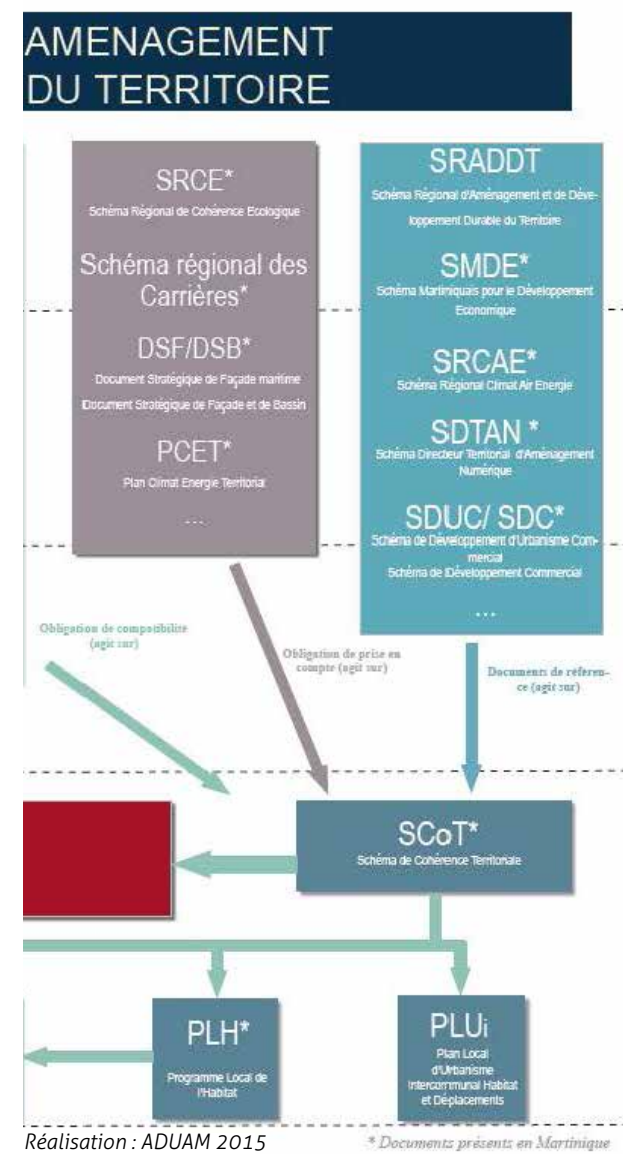 AMENAGEMENT
DU TERRITOIRE
SRCE*
Schéma Régional de Cohérence Ecologique
Schéma régional des
Carrières*
DSF/DSB*
Document Stratégique de Façade maritime
Document Stratégique de Façade et de Bassin
PCET*
Plan Climat Energie Territorial
...
SRADDT
Schéma Régional d'Aménagement et de Déve-
loppement Durable du Territoire
SMDE*
Schéma Martiniquais pour le Développement
Economique
SRCAE*
Schéma Régional Climat Air Energie
SDTAN *
Schéma Directeur Territorial d'Aménagement
Numérique
SDUC/ SDC*
Schéma de Développement d'Urbanisme Com-
mercial
Schéma de Développement Commercial
...
Obligation de compatibilité
(agit sur)
Obligation de prise en
compte (agit sur)
Documents de référen-
ce (agit sur)
SCoT*
Schéma de Cohérence Territoriale
PLH*
Programme Local de
l'Habitat
PLUi
Plan Local
d'Urbanisme
Intercommunal Habitat
et Déplacements
Réalisation : ADUAM 2015
* Documents présents en Martinique